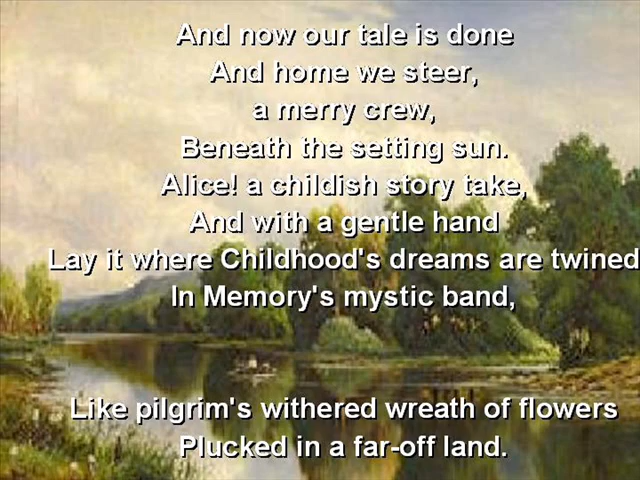 And now our tale is done
And home we steer,
a merry crew,
Beneath the setting sun.
Alice! a childish story take,
And with a gentle hand
Lay it where Childhood's dreams are twined
In Memory's mystic band,
Like pilgrim's withered wreath of flowers
Plucked in a far-off land.